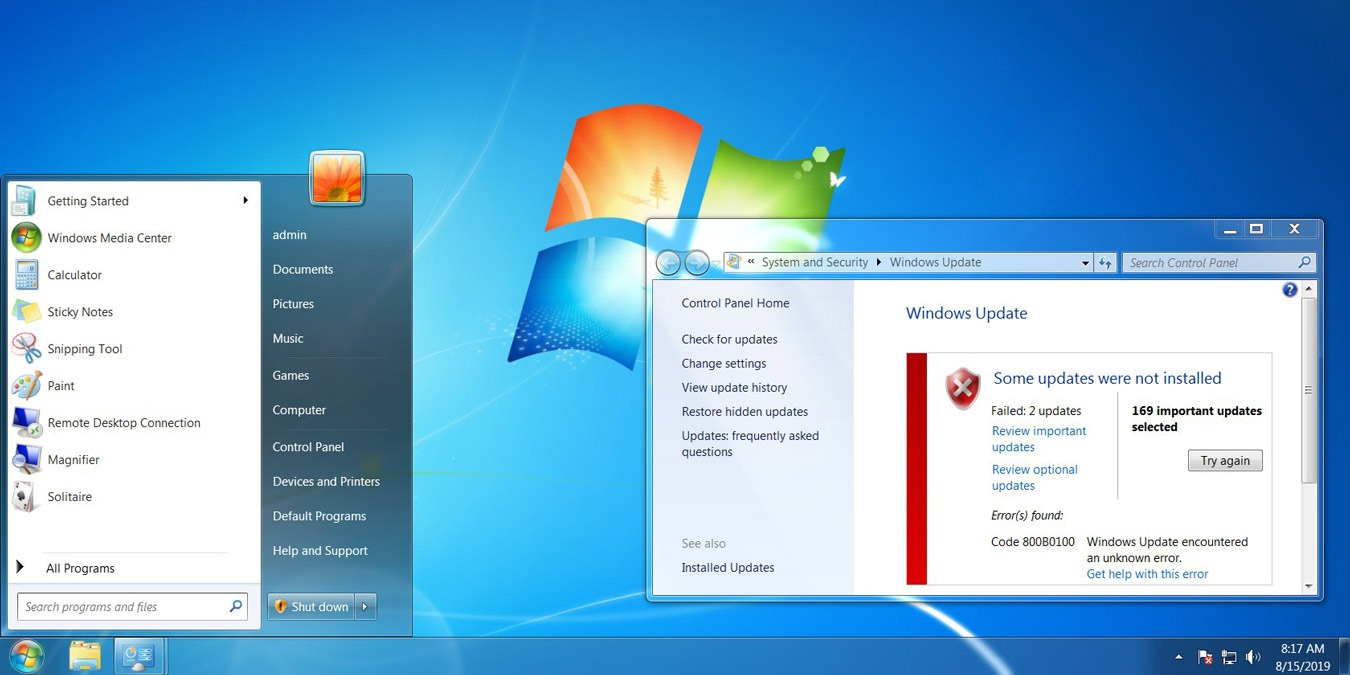 Getting Started
Windows Media Center
Calculator
Sticky Notes
Snipping Tool
Paint
Remote Desktop Connection
Magnifier
Solitaire
All Programs
Search programs and files
admin
Documents
Pictures
Music
Games
Computer
Control Panel
Devices and Printers
Default Programs
Help and Support
Shut down
« System and Security Windows Update
Search Control Panel
Control Panel Home
Check for updates
Change settings
View update history
Restore hidden updates
Updates: frequently asked
questions
See also
Installed Updates
Windows Update
Some updates were not installed
Failed: 2 updates
Review important
updates
Review optional
updates
169 important updates
selected
Try again
Error(s) found:
Code 800B0100 Windows Update encountered
an unknown error.
Get help with this error
8:17 AM
8/15/2019